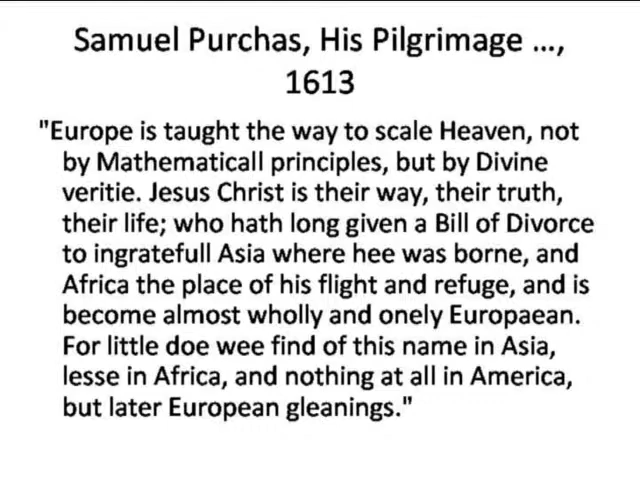 Samuel Purchas, His Pilgrimage ...,
1613
"Europe is taught the way to scale Heaven, not
by Mathematicall principles, but by Divine
veritie. Jesus Christ is their way, their truth,
their life; who hath long given a Bill of Divorce
to ingratefull Asia where hee was borne, and
Africa the place of his flight and refuge, and is
become almost wholly and onely Europaean.
For little doe wee find of this name in Asia,
lesse in Africa, and nothing at all in America,
but later European gleanings."